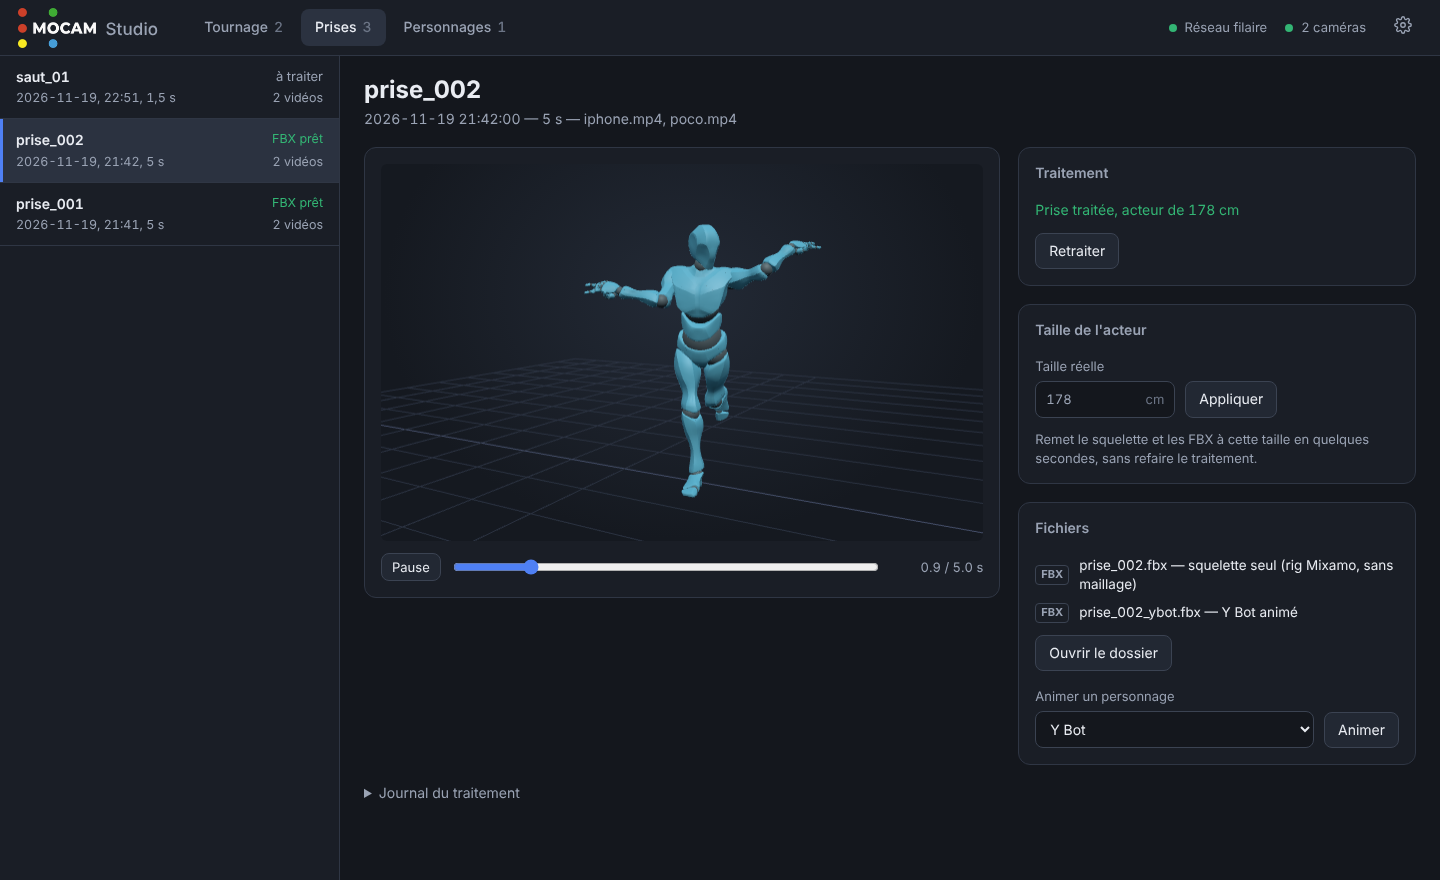 MOCAM Studio
Tournage 2
Prises 3
Personnages 1
Réseau filaire
2 caméras
saut_01
à traiter
2026-11-19, 22:51, 1,5 s
2 vidéos
prise_002
FBX prêt
2026-11-19, 21:42, 5 s
2 vidéos
prise_001
FBX prêt
2026-11-19, 21:41, 5 s
2 vidéos
prise_002
2026-11-19 21:42:00 — 5 s — iphone.mp4, poco.mp4
Pause
0.9 / 5.0 s
Traitement
Prise traitée, acteur de 178 cm
Retraiter
Taille de l'acteur
Taille réelle
178 cm
Appliquer
Remet le squelette et les FBX à cette taille en quelques
secondes, sans refaire le traitement.
Fichiers
FBX prise_002.fbx — squelette seul (rig Mixamo, sans
maillage)
FBX prise_002_ybot.fbx — Y Bot animé
Ouvrir le dossier
Animer un personnage
Y Bot
Animer
Journal du traitement